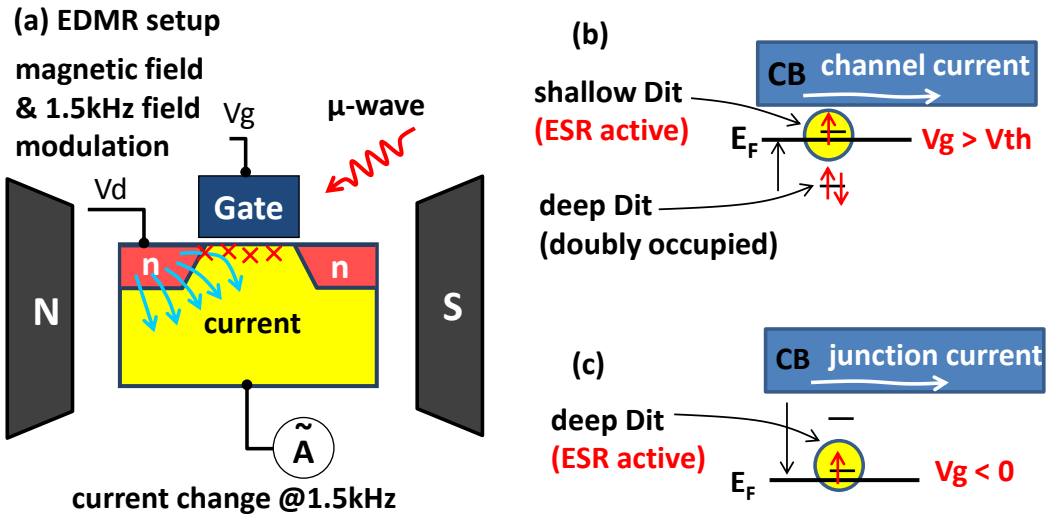 (a) EDMR setup
magnetic field
& 1.5kHz field
modulation
Vg
μ-wave
Vd
Gate
n
n
N
S
current
Ã
current change @1.5kHz
(b)
CB channel current
shallow Dit
(ESR active)
EF
Vg > Vth
deep Dit
(doubly occupied)
(c)
CB junction current
deep Dit
(ESR active)
EF
Vg < 0